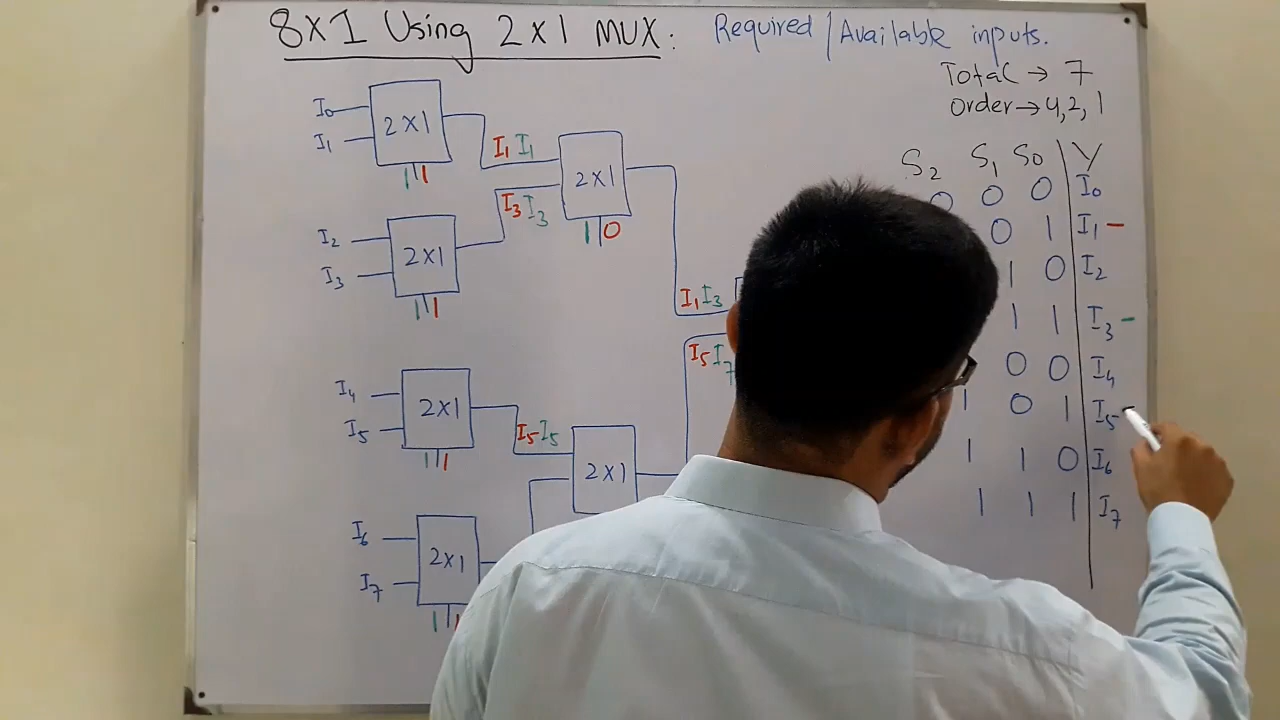 8X1 Using 2x1 MUX: Required / Available inputs.
Total → 7
Order → 4, 2, 1
I0
I1
2X1
1 1
I1 I1
2X1
1 0
I2
I3
2X1
1 1
I3 I3
I1 I3
I5 I7
I4
I5
2X1
1 1
I5 I5
2X1
I6
I7
2X1
1 1
S2 S1 S0 Y
0 0 0 I0
0 1 I1 -
1 0 I2
1 1 I3 -
0 0 I4
1 0 1 I5 -
1 1 0 I6
1 1 1 I7